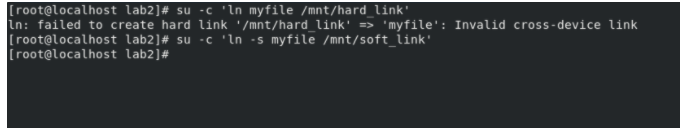 [root@localhost lab2]# su -c 'ln myfile /mnt/hard_link'
ln: failed to create hard link '/mnt/hard_link' => 'myfile': Invalid cross-device link
[root@localhost lab2]# su -c 'ln -s myfile /mnt/soft_link'
[root@localhost lab2]#